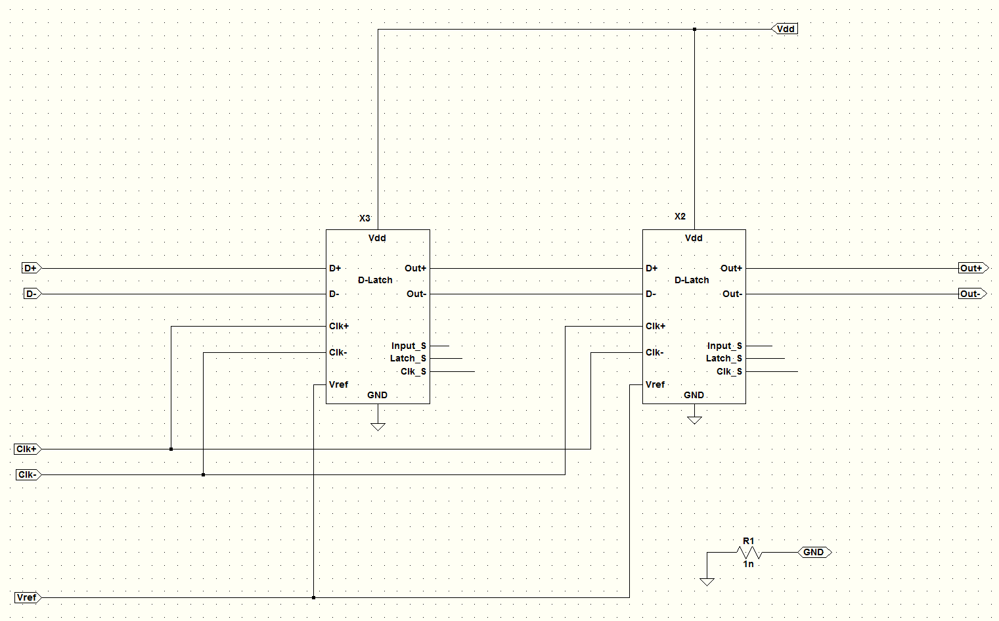 Vdd
X3
X2
Vdd
Vdd
D+
D+
Out+
D+
Out+
Out+
D-Latch
D-Latch
D-
D-
Out-
D-
Out-
Out-
Clk+
Clk+
Input_S
Input_S
Clk-
Latch_S
Clk-
Latch_S
Clk_S
Clk_S
Vref
Vref
GND
GND
Clk+
Clk-
R1
GND
1n
Vref